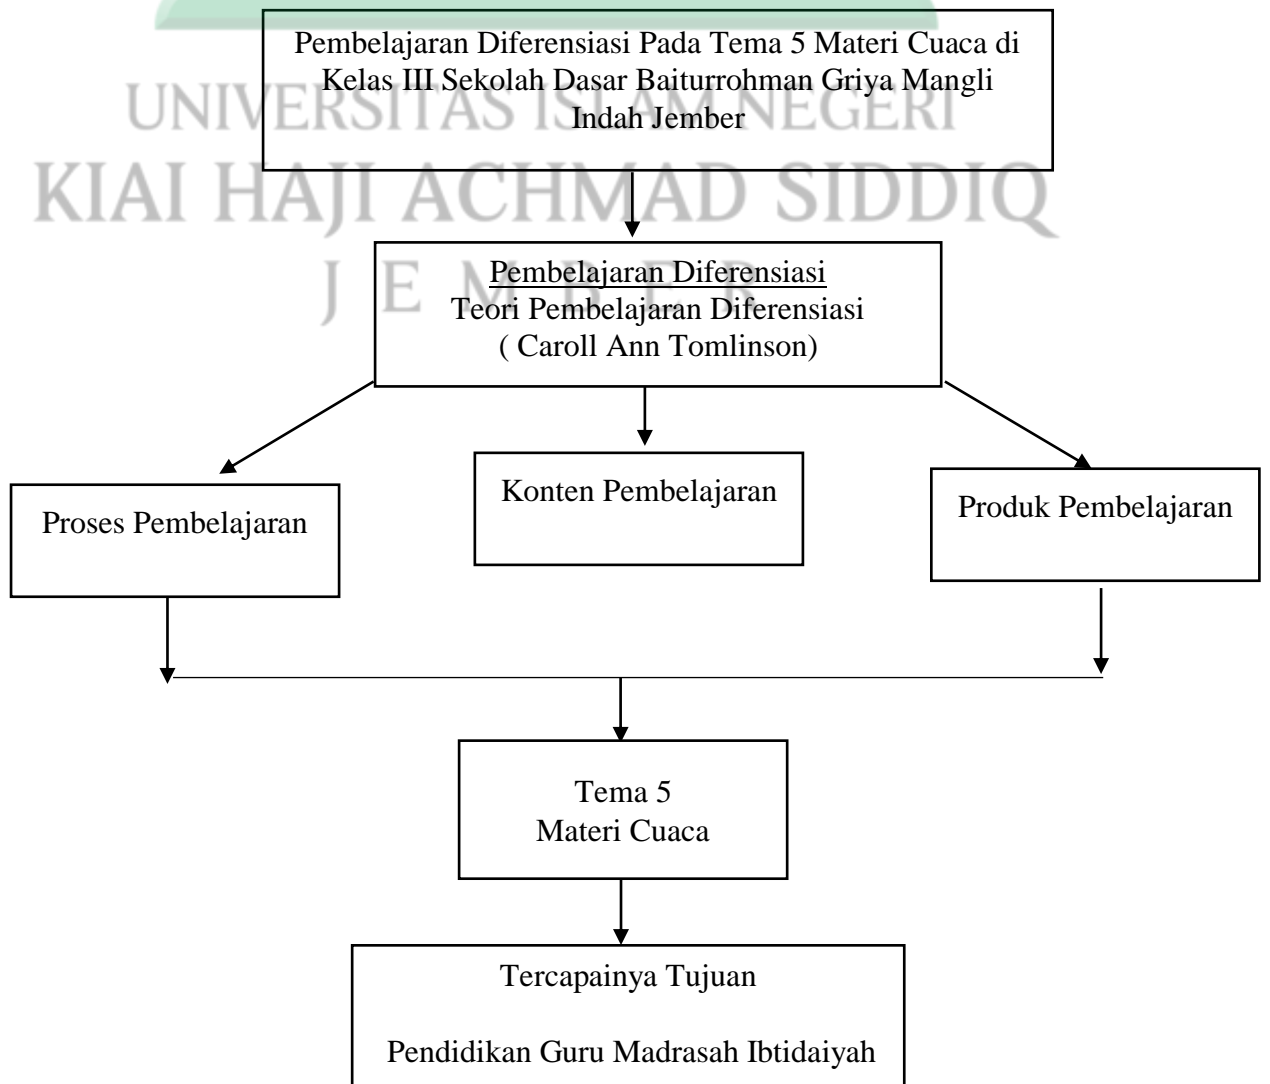 Pembelajaran Diferensiasi Pada Tema 5 Materi Cuaca di
Kelas III Sekolah Dasar Baiturrohman Griya Mangli
Indah Jember
UNIVERSITAS ISLAM NEGERI
KIAI HAJI ACHMAD SIDDIQ
JEMBER
Pembelajaran Diferensiasi
Teori Pembelajaran Diferensiasi
( Caroll Ann Tomlinson)
Proses Pembelajaran
Konten Pembelajaran
Produk Pembelajaran
Tema 5
Materi Cuaca
Tercapainya Tujuan
Pendidikan Guru Madrasah Ibtidaiyah